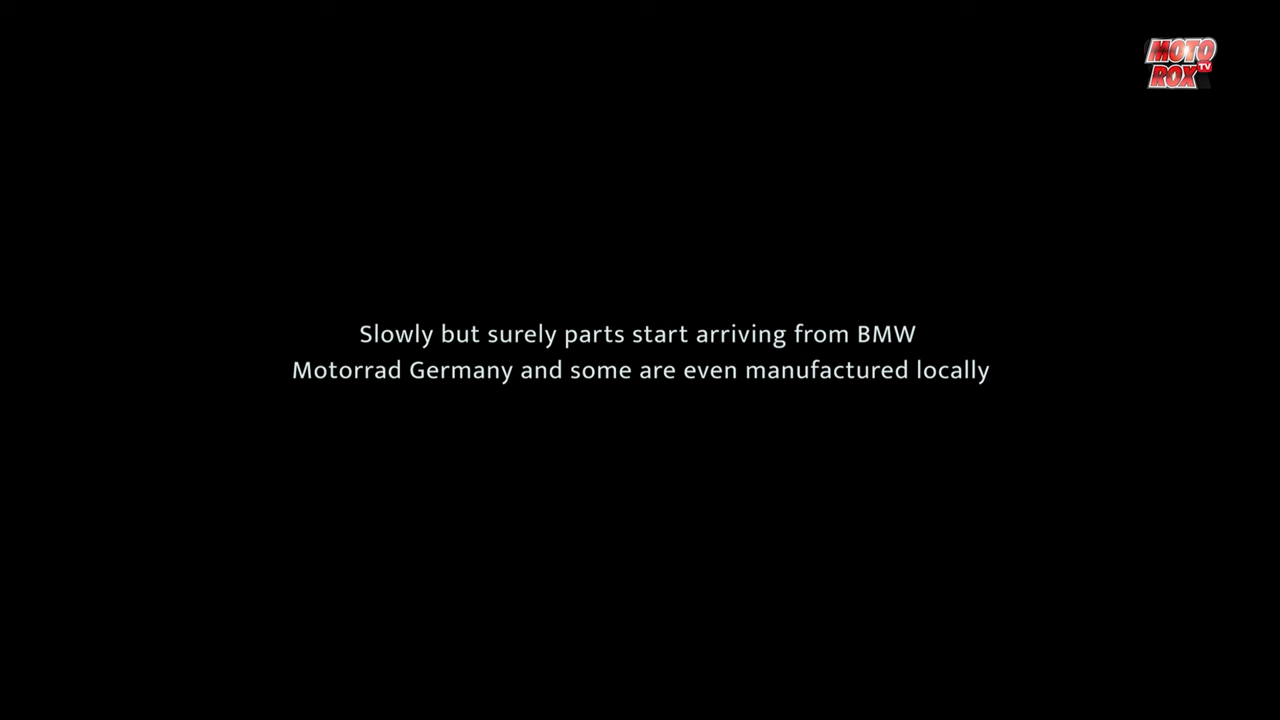 MOTO
ROX TV
Slowly but surely parts start arriving from BMW
Motorrad Germany and some are even manufactured locally